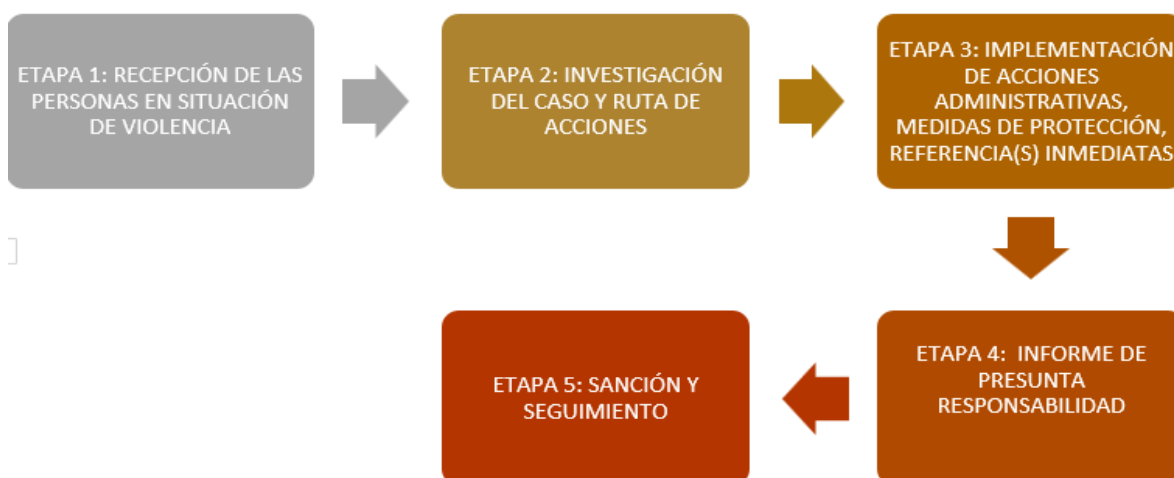 ETAPA 1: RECEPCIÓN DE LAS
PERSONAS EN SITUACIÓN
DE VIOLENCIA
ETAPA 2: INVESTIGACIÓN
DEL CASO Y RUTA DE
ACCIONES
ETAPA 3: IMPLEMENTACIÓN
DE ACCIONES
ADMINISTRATIVAS,
MEDIDAS DE PROTECCIÓN,
REFERENCIA(S) INMEDIATAS
ETAPA 4: INFORME DE
PRESUNTA
RESPONSABILIDAD
ETAPA 5: SANCIÓN Y
SEGUIMIENTO